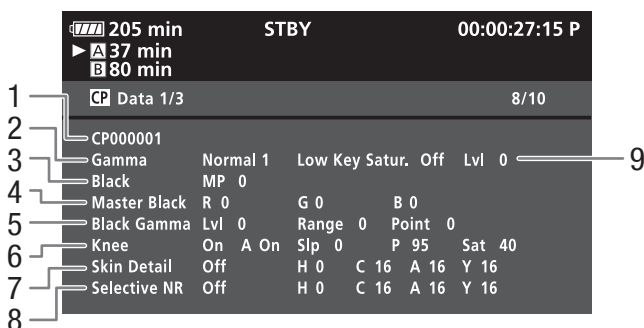 205 min STBY 00:00:27:15 P
A 37 min
B 80 min
CP Data 1/3 8/10
1 CP000001
2 Gamma Normal 1 Low Key Satur. Off Lvl 0 9
3 Black MP 0
4 Master Black R 0 G 0 B 0
5 Black Gamma Lvl 0 Range 0 Point 0
6 Knee On A On Slp 0 P 95 Sat 40
7 Skin Detail Off H 0 C 16 A 16 Y 16
8 Selective NR Off H 0 C 16 A 16 Y 16